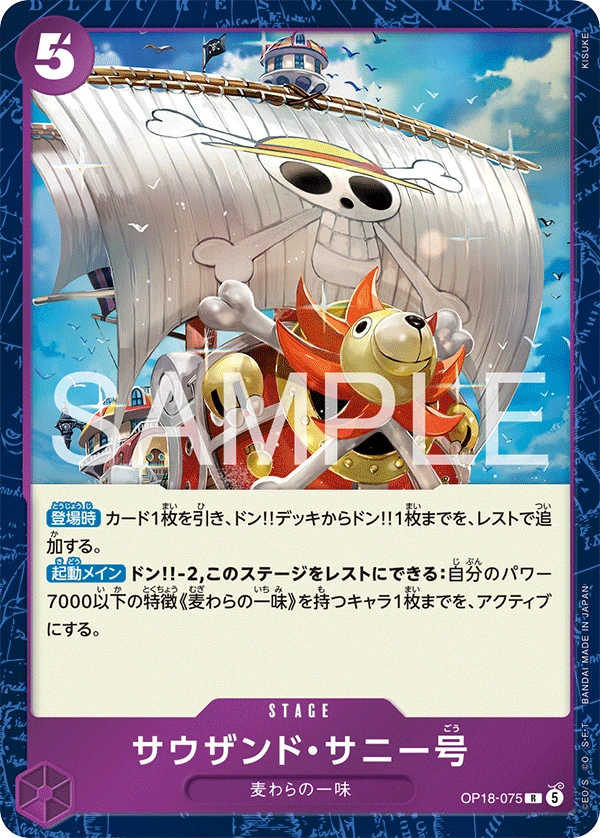 DELICIES MESTER
5
KISUKE
SAMPLE
登場時 カード1枚を引き、ドン!!デッキからドン!!1枚までを、レストで追
加する。
起動メイン ドン!!-2,このステージをレストにできる:自分のパワー
7000以下の特徴《麦わらの一味》を持つキャラ1枚までを、アクティブ
にする。
STAGE
サウザンド・サニー号
麦わらの一味
OP18-075 R 5
©E.O./S. ©O./S・F・T BANDAI MADE IN JAPAN